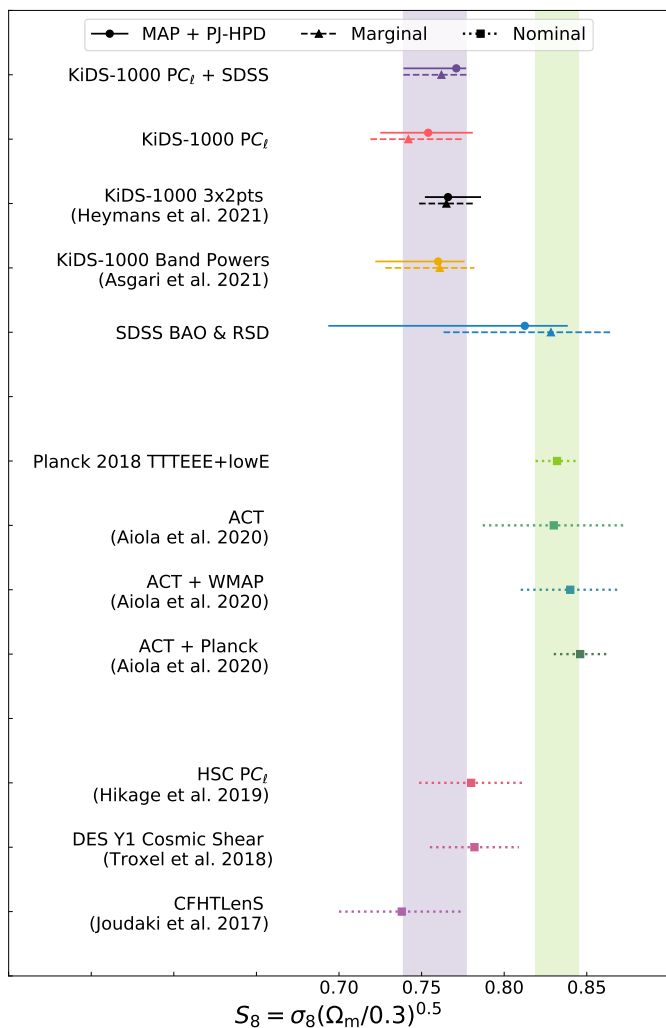 MAP + PJ-HPD Marginal Nominal
KiDS-1000 PCℓ + SDSS
KiDS-1000 PCℓ
KiDS-1000 3x2pts
(Heymans et al. 2021)
KiDS-1000 Band Powers
(Asgari et al. 2021)
SDSS BAO & RSD
Planck 2018 TTTEEE+lowE
ACT
(Aiola et al. 2020)
ACT + WMAP
(Aiola et al. 2020)
ACT + Planck
(Aiola et al. 2020)
HSC PCℓ
(Hikage et al. 2019)
DES Y1 Cosmic Shear
(Troxel et al. 2018)
CFHTLenS
(Joudaki et al. 2017)
0.70 0.75 0.80 0.85
S₈ = σ₈(Ωₘ/0.3)⁰·⁵